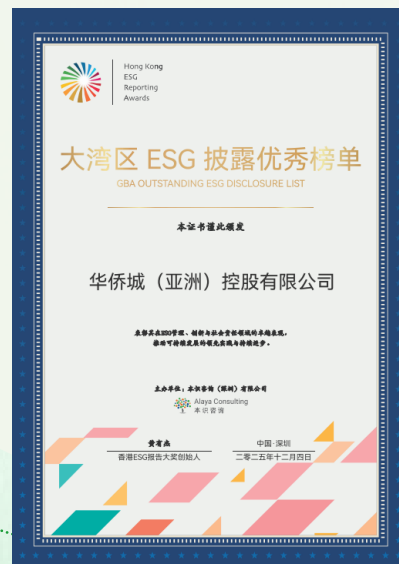 Hong Kong
ESG
Reporting
Awards
大湾区 ESG 披露优秀榜单
GBA OUTSTANDING ESG DISCLOSURE LIST
本证书谨此颁发
华侨城（亚洲）控股有限公司
表彰其在ESG管理、创新与社会责任领域的卓越表现，
推动可持续发展的领先实践与持续进步。
主办单位：本识咨询（深圳）有限公司
Alaya Consulting
本识咨询
黄有为
香港ESG报告大奖创始人
中国·深圳
二零二五年十二月四日